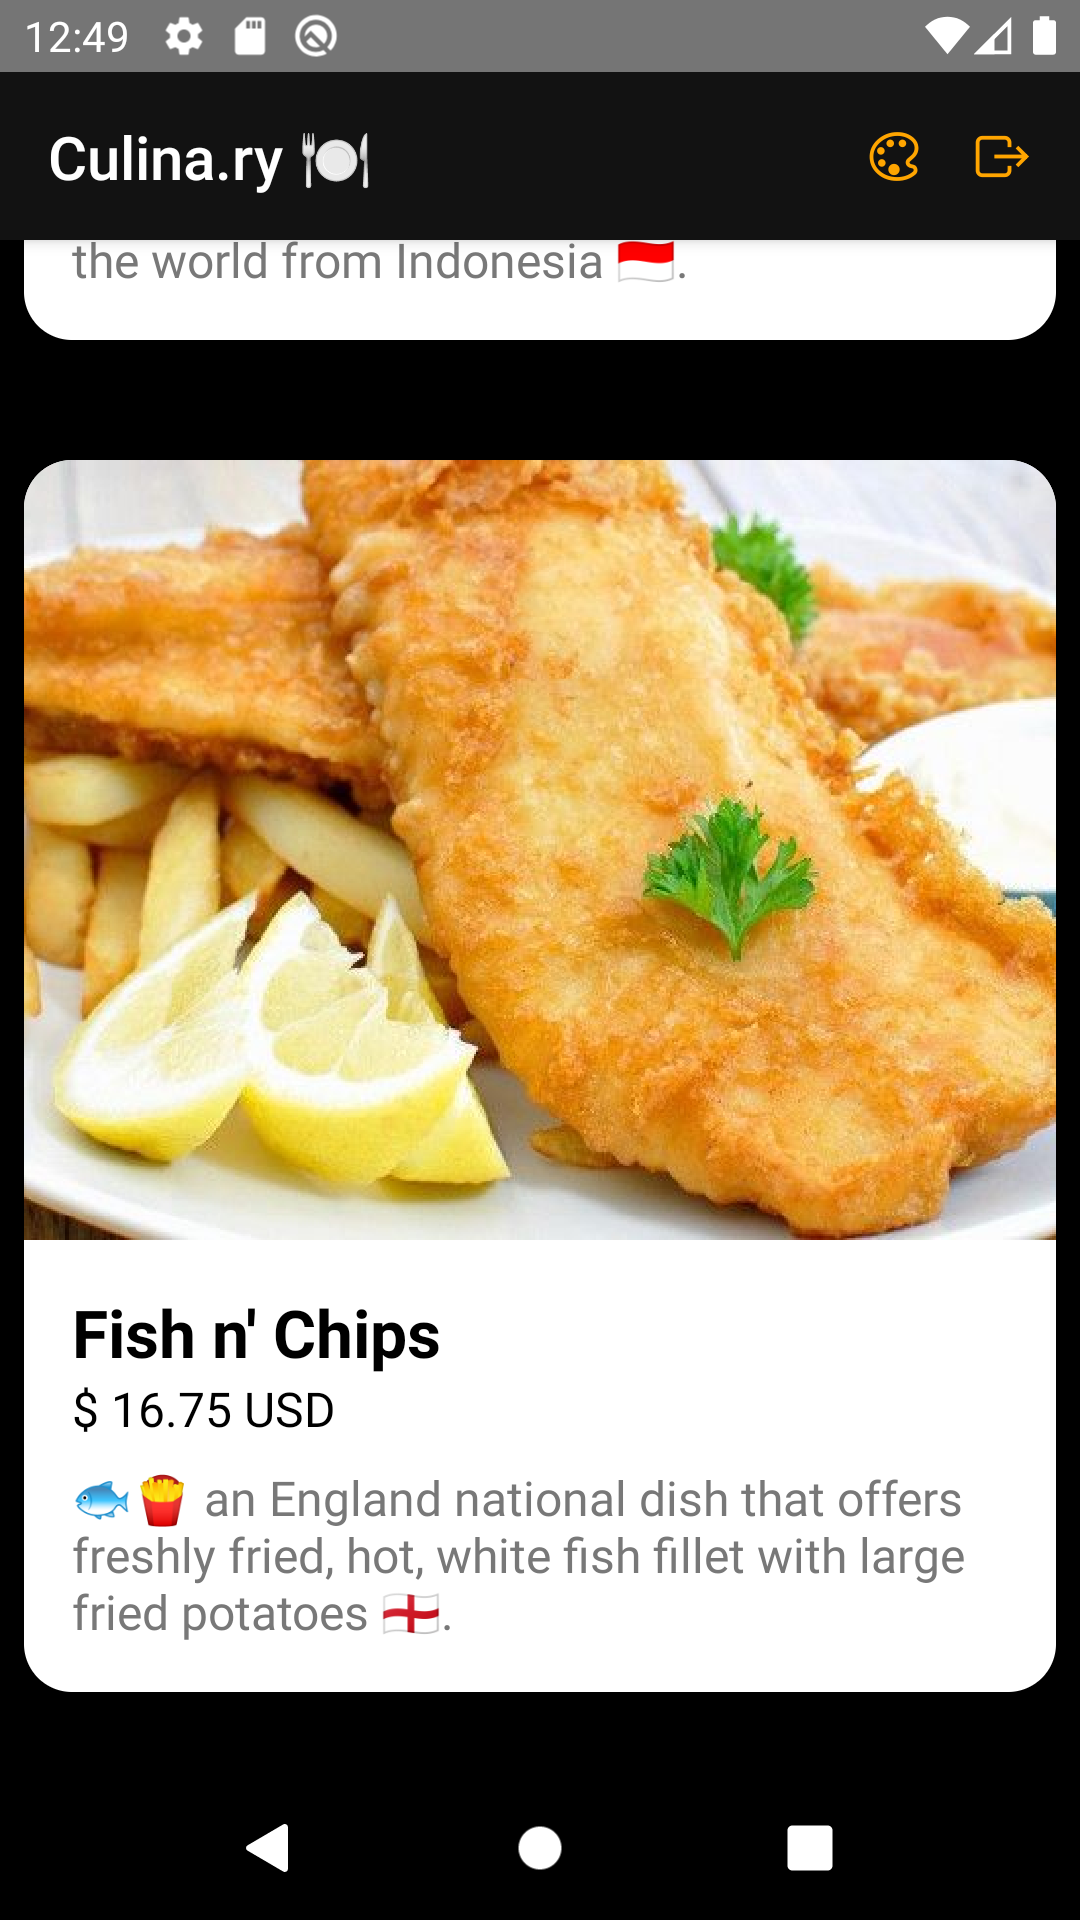 12:49
Culina.ry 🍽️
the world from Indonesia 🇮🇩.
Fish n' Chips
$ 16.75 USD
🐟🍟 an England national dish that offers
freshly fried, hot, white fish fillet with large
fried potatoes 🏴󠁧󠁢󠁥󠁮󠁧󠁿.